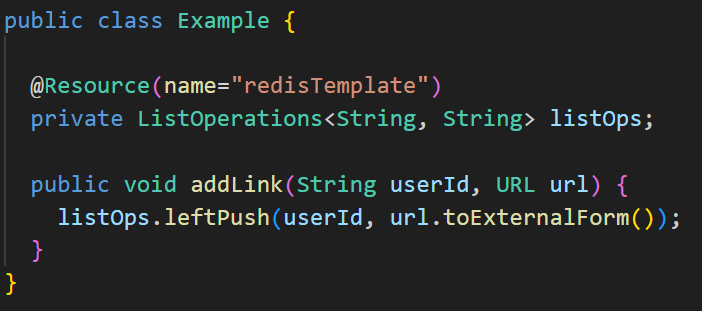 public class Example {
@Resource(name="redisTemplate")
private ListOperations<String, String> listOps;
public void addLink(String userId, URL url) {
listOps.leftPush(userId, url.toExternalForm());
}
}